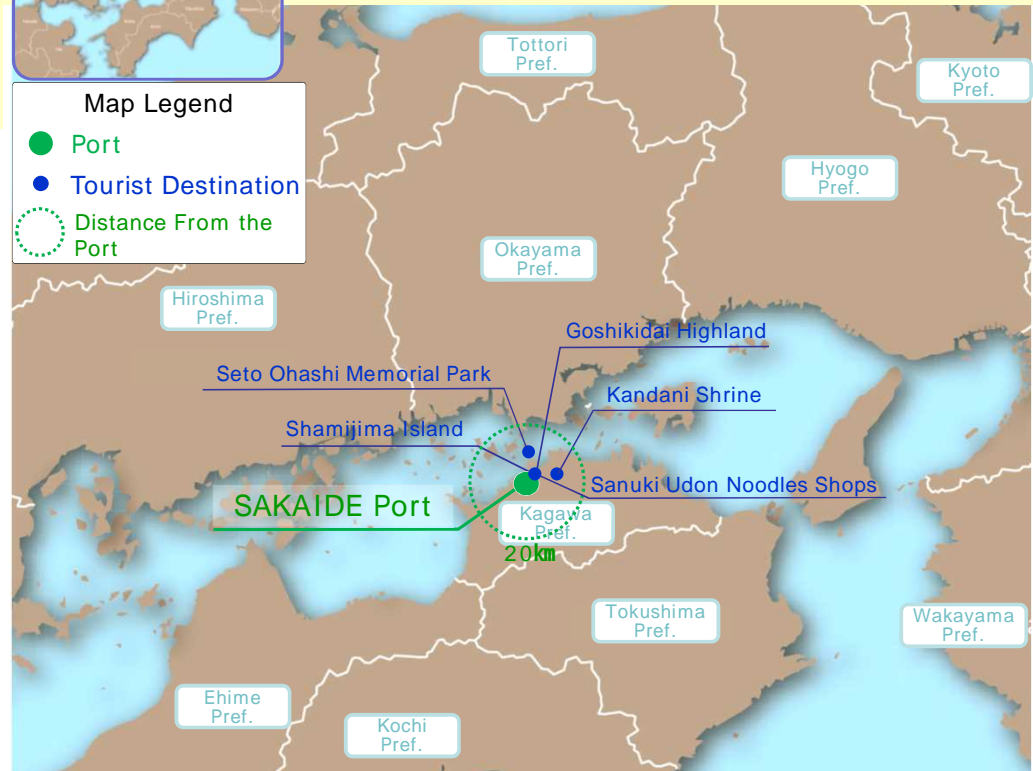 Tottori
Pref.
Kyoto
Pref.
Map Legend
Port
Tourist Destination
Distance From the
Port
Hyogo
Pref.
Okayama
Pref.
Hiroshima
Pref.
Goshikidai Highland
Seto Ohashi Memorial Park
Kandani Shrine
Shamijima Island
Sanuki Udon Noodles Shops
SAKAIDE Port
Kagawa
Pref.
20km
Tokushima
Pref.
Wakayama
Pref.
Ehime
Pref.
Kochi
Pref.